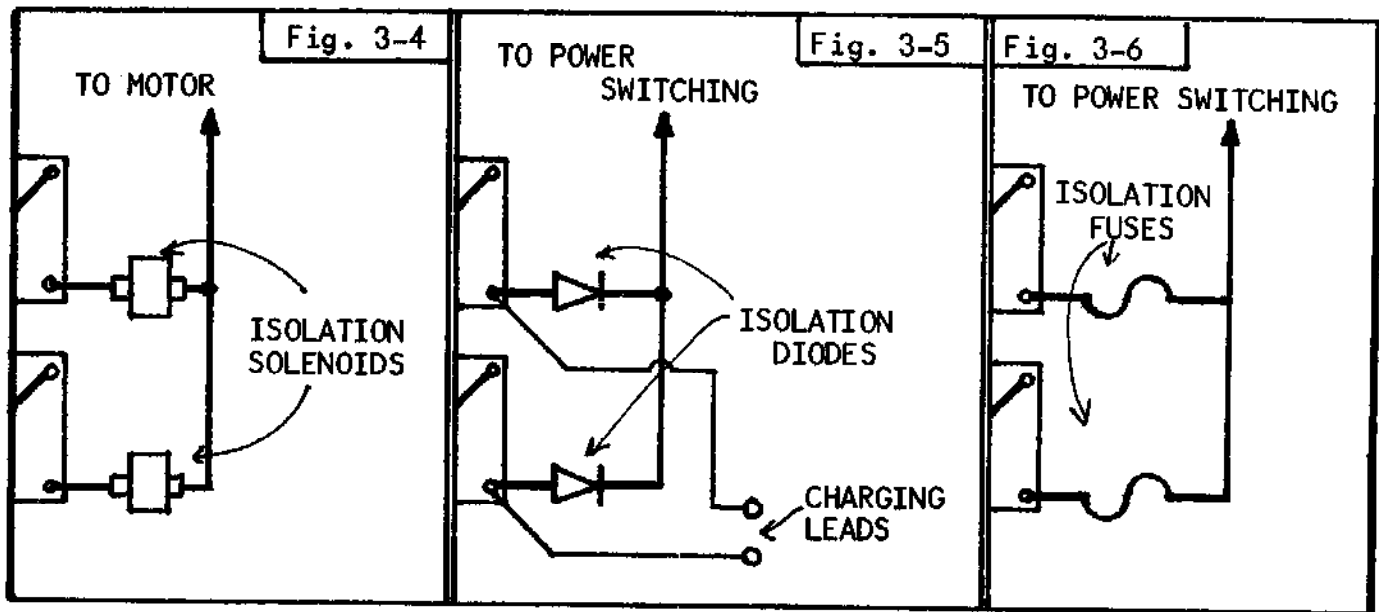 Fig. 3-4
TO MOTOR
ISOLATION
SOLENOIDS
Fig. 3-5
TO POWER
SWITCHING
ISOLATION
DIODES
CHARGING
LEADS
Fig. 3-6
TO POWER SWITCHING
ISOLATION
FUSES